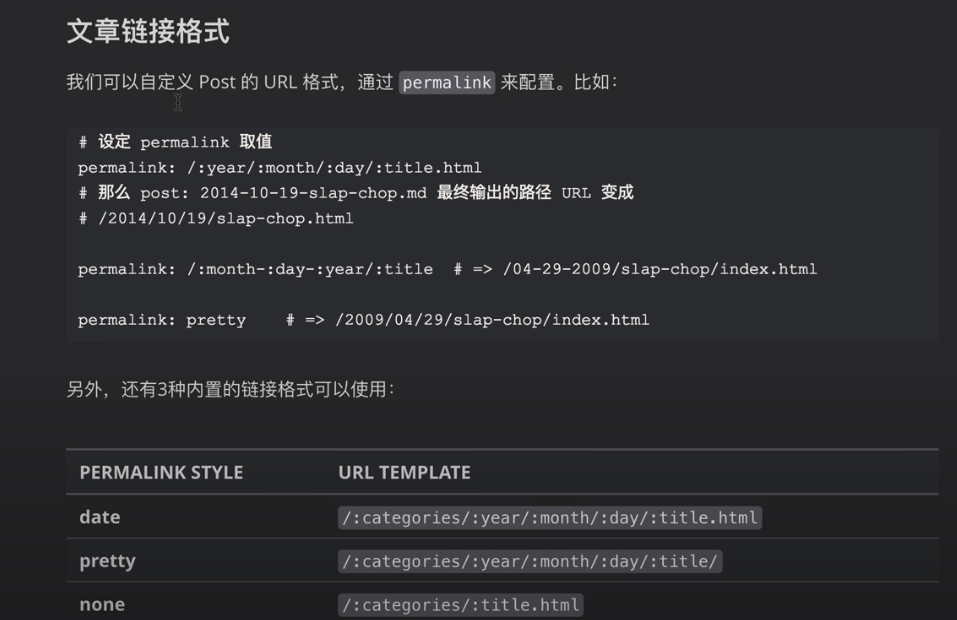 文章链接格式
我们可以自定义 Post 的 URL 格式，通过 permalink 来配置。比如：
# 设定 permalink 取值
permalink: /:year/:month/:day/:title.html
# 那么 post: 2014-10-19-slap-chop.md 最终输出的路径 URL 变成
# /2014/10/19/slap-chop.html
permalink: /:month-:day-:year/:title  # => /04-29-2009/slap-chop/index.html
permalink: pretty    # => /2009/04/29/slap-chop/index.html
另外，还有3种内置的链接格式可以使用：
PERMALINK STYLE URL TEMPLATE
date /:categories/:year/:month/:day/:title.html
pretty /:categories/:year/:month/:day/:title/
none /:categories/:title.html